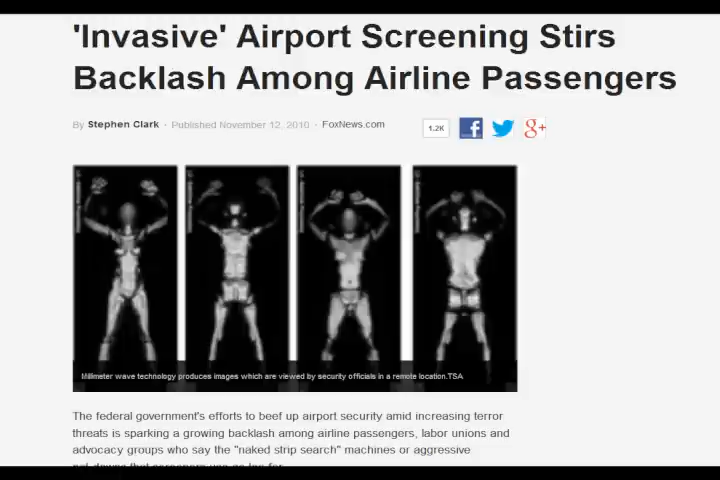 'Invasive' Airport Screening Stirs
Backlash Among Airline Passengers
By Stephen Clark · Published November 12, 2010 · FoxNews.com
1.2K
Millimeter wave technology produces images which are viewed by security officials in a remote location.TSA
The federal government's efforts to beef up airport security amid increasing terror
threats is sparking a growing backlash among airline passengers, labor unions and
advocacy groups who say the "naked strip search" machines or aggressive